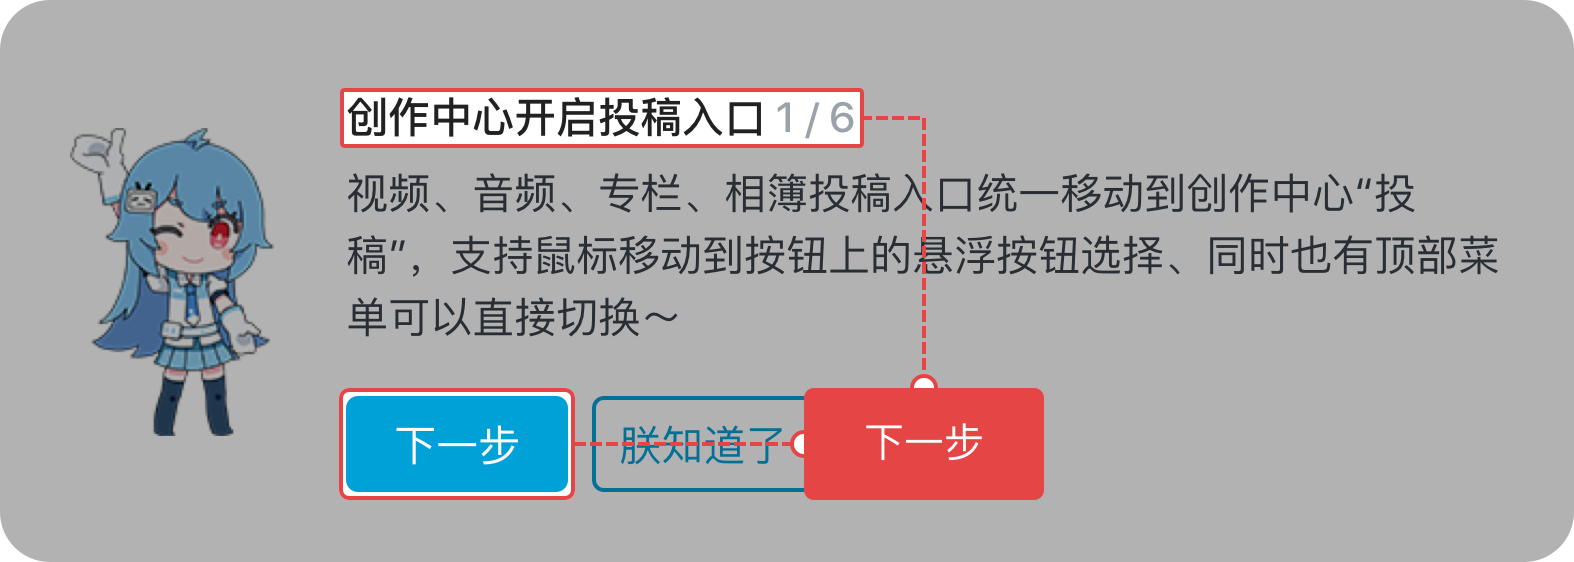 创作中心开启投稿入口 1 / 6
视频、音频、专栏、相簿投稿入口统一移动到创作中心“投
稿”，支持鼠标移动到按钮上的悬浮按钮选择、同时也有顶部菜
单可以直接切换～
下一步
朕知道了
下一步